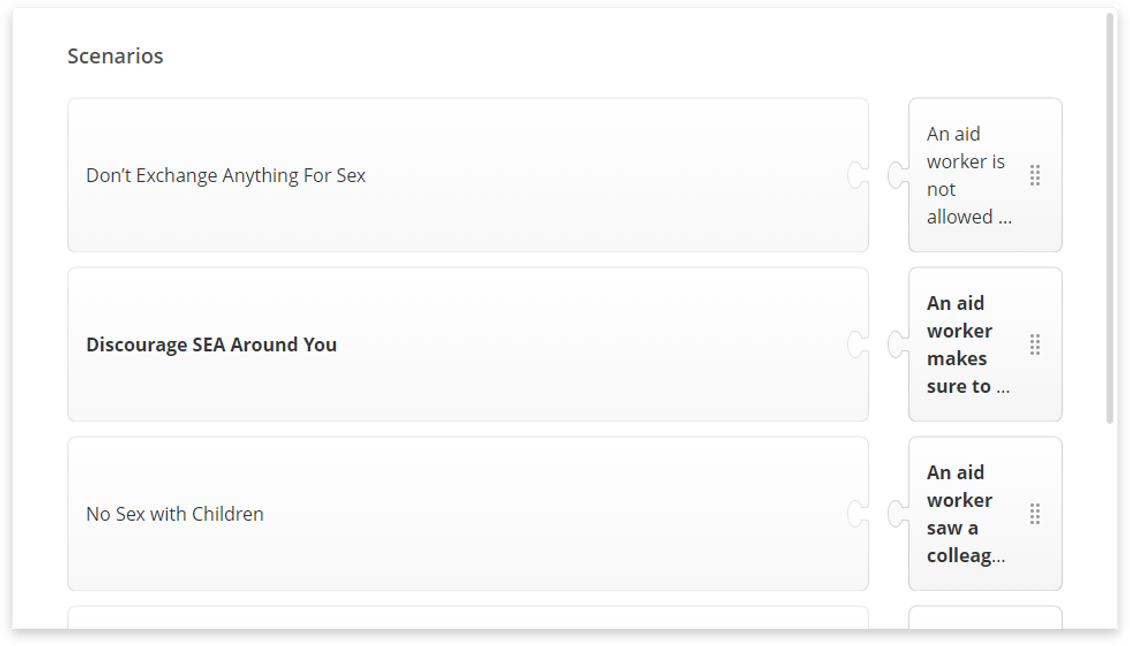 Scenarios
Don’t Exchange Anything For Sex
An aid
worker is
not
allowed ...
Discourage SEA Around You
An aid
worker
makes
sure to ...
No Sex with Children
An aid
worker
saw a
colleag...